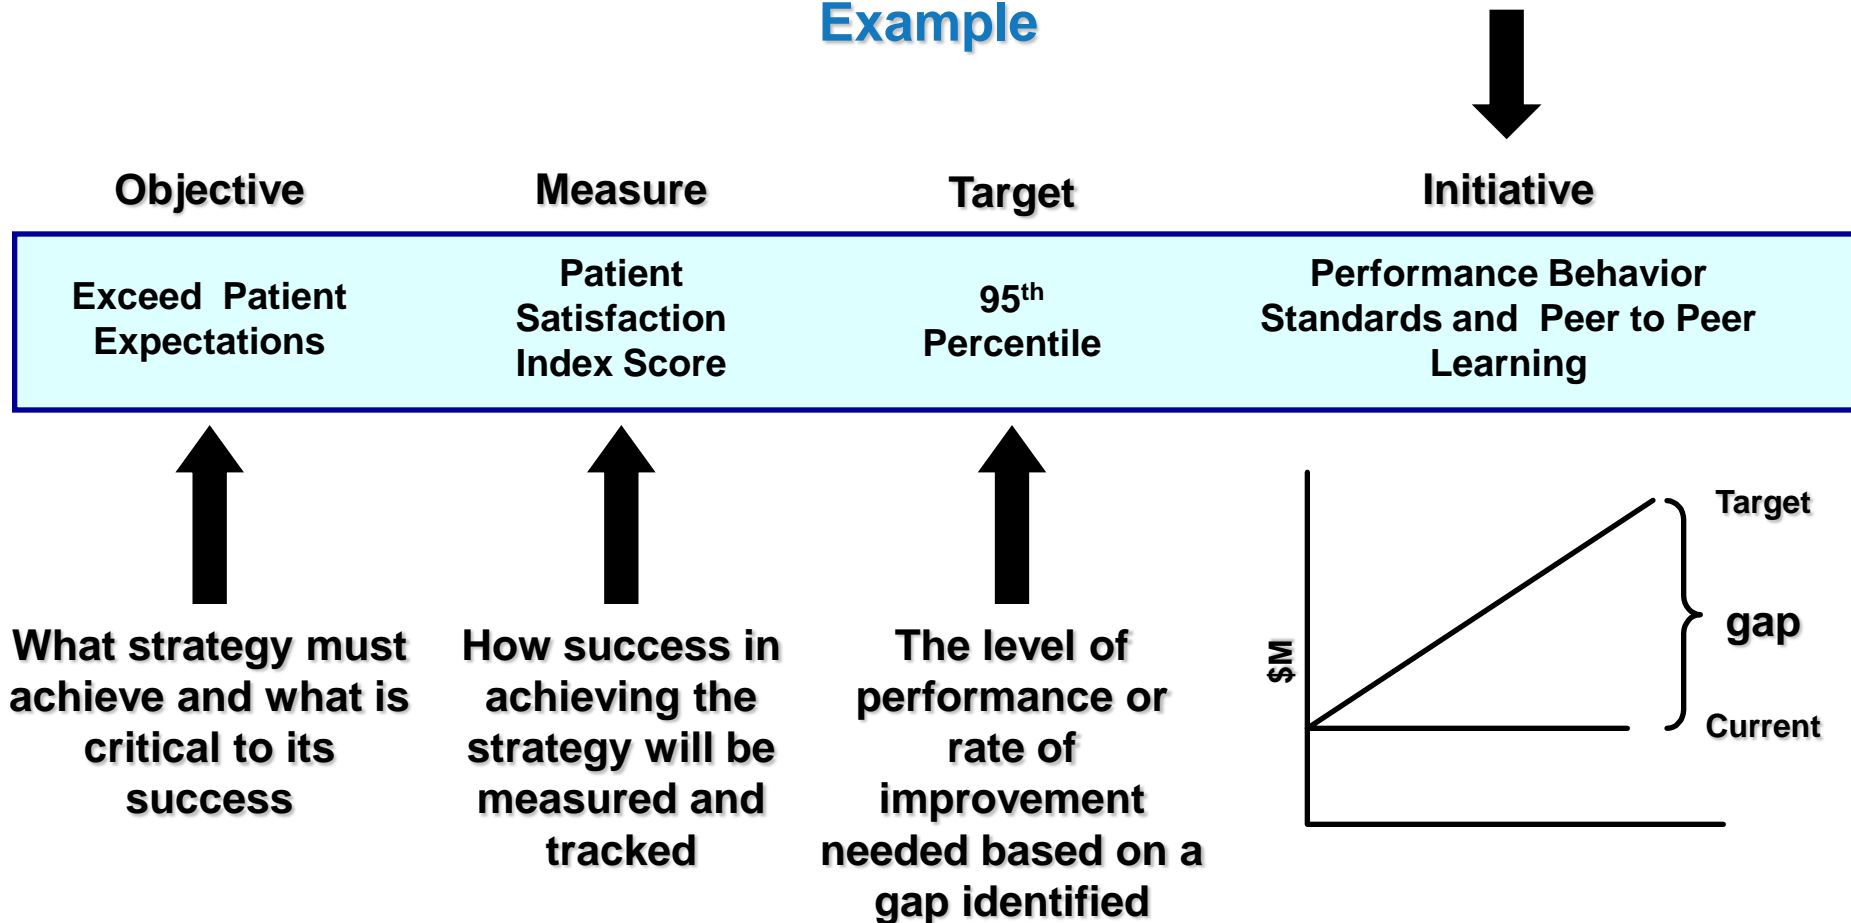 Example
Objective
Measure
Target
Initiative
Exceed Patient
Expectations
Patient
Satisfaction
Index Score
95th
Percentile
Performance Behavior
Standards and Peer to Peer
Learning
What strategy must
achieve and what is
critical to its
success
How success in
achieving the
strategy will be
measured and
tracked
The level of
performance or
rate of
improvement
needed based on a
gap identified
$M
Target
gap
Current